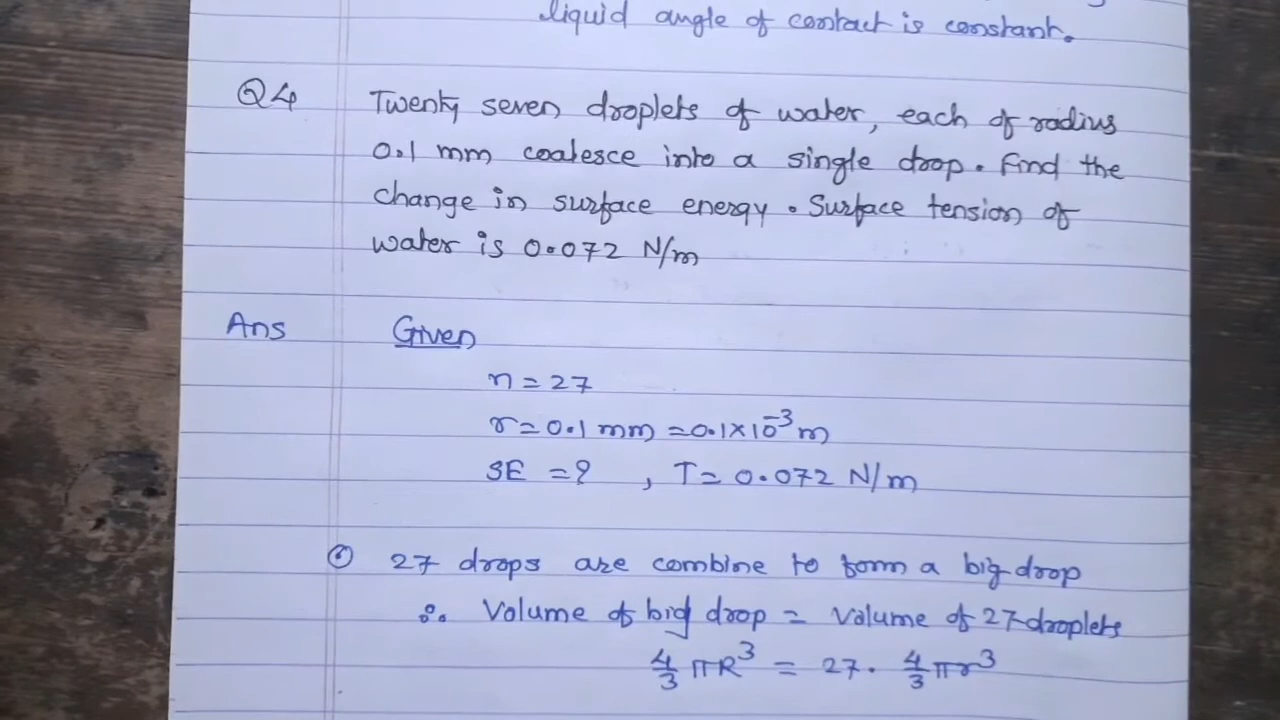 liquid angle of contact is constant.
Q4 Twenty seven droplets of water, each of radius
0.1 mm coalesce into a single drop. Find the
change in surface energy. Surface tension of
water is 0.072 N/m
Ans Given
n = 27
r = 0.1 mm = 0.1×10⁻³ m
SE = ? , T = 0.072 N/m
27 drops are combine to form a big drop
∴ Volume of big drop = Volume of 27 droplets
4/3 πR³ = 27. 4/3 πr³